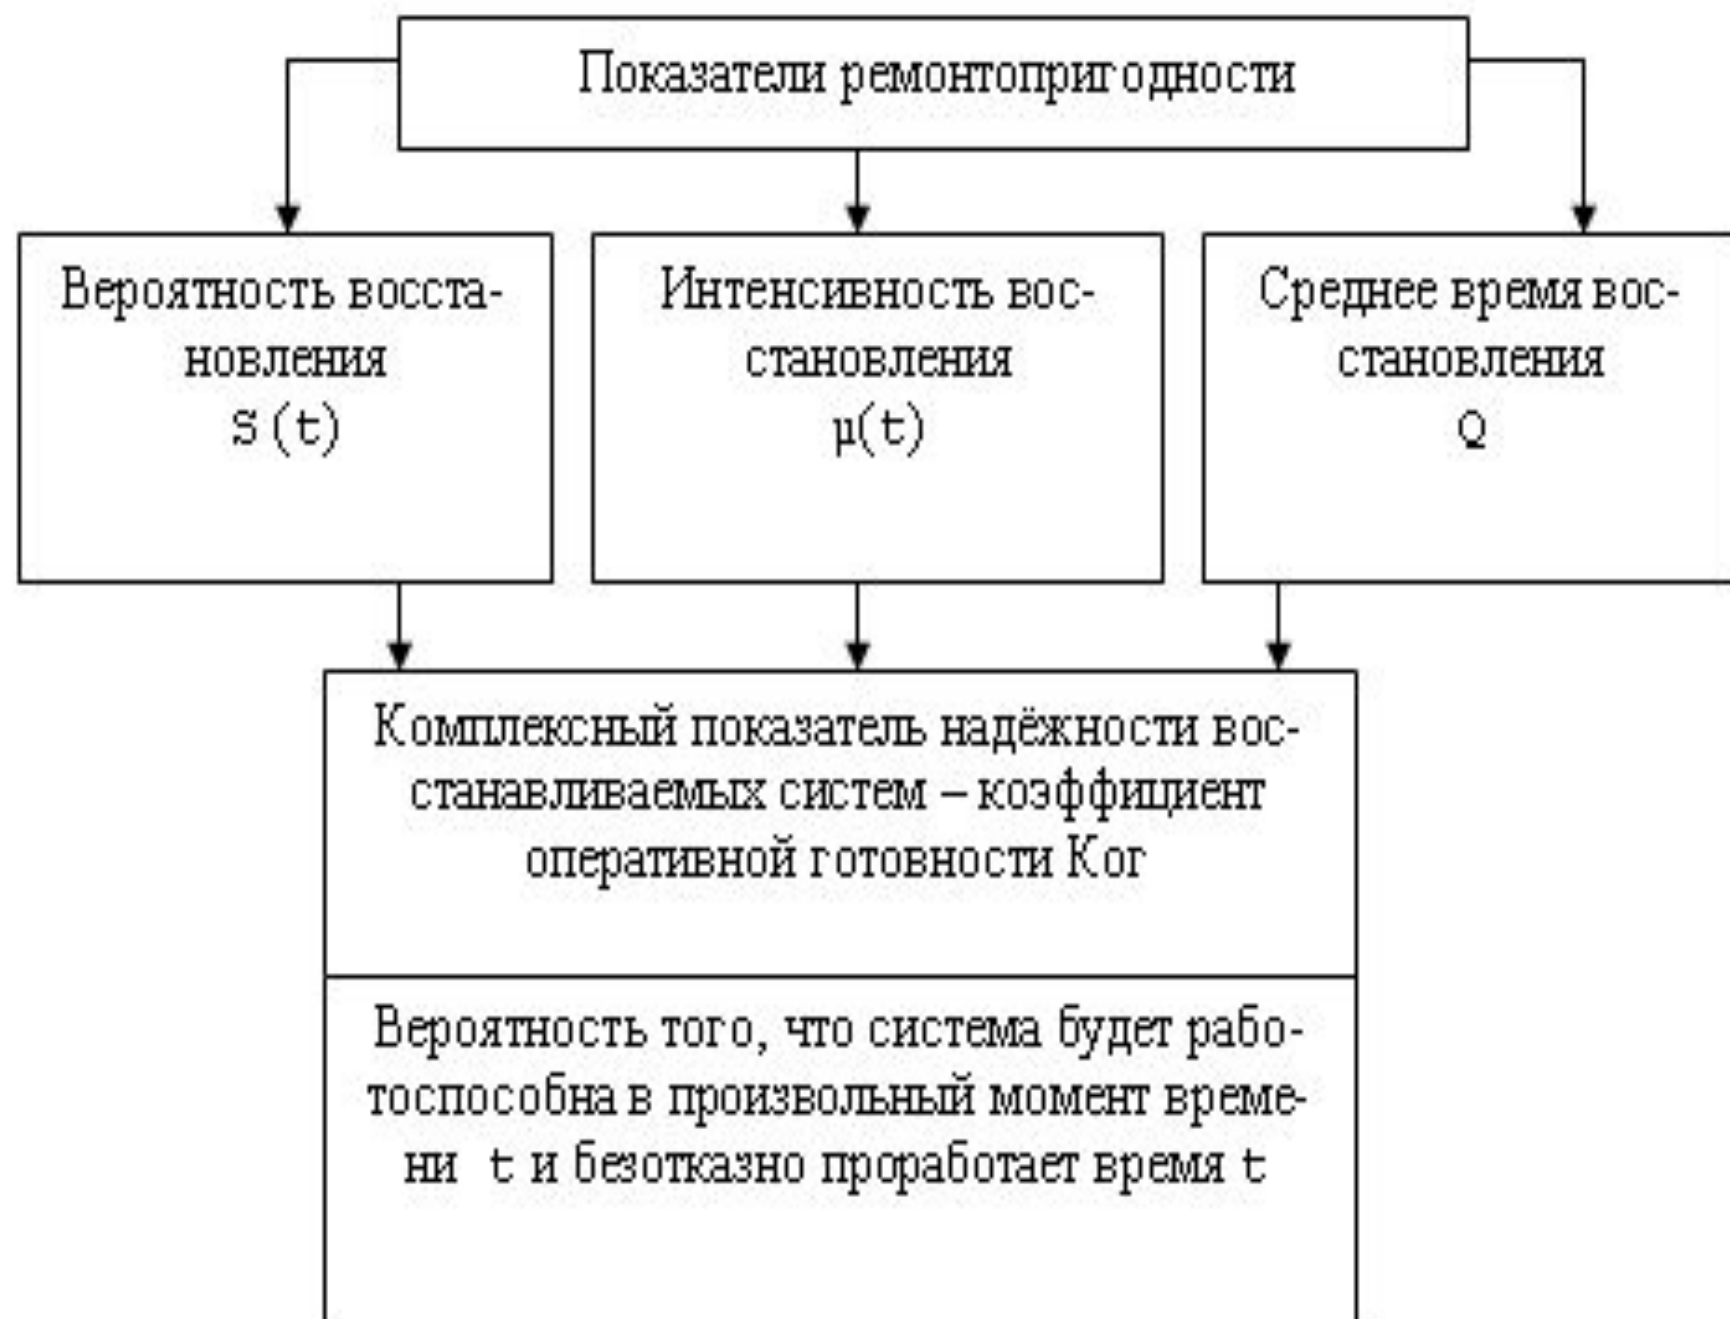 Показатели ремонтопригодности
Вероятность восста-
новления
S (t)
Интенсивность вос-
становления
µ(t)
Среднее время вос-
становления
Q
Комплексный показатель надёжности вос-
станавливаемых систем – коэффициент
оперативной готовности Ког
Вероятность того, что система будет рабо-
тоспособна в произвольный момент време-
ни t и безотказно проработает время t